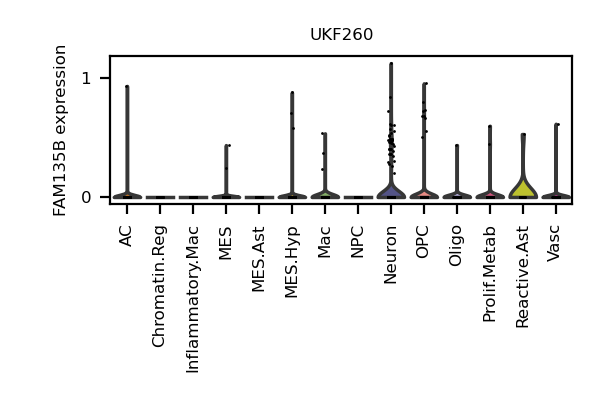 UKF260
FAM135B expression
1
0
AC
Chromatin.Reg
Inflammatory.Mac
MES
MES.Ast
MES.Hyp
Mac
NPC
Neuron
OPC
Oligo
Prolif.Metab
Reactive.Ast
Vasc